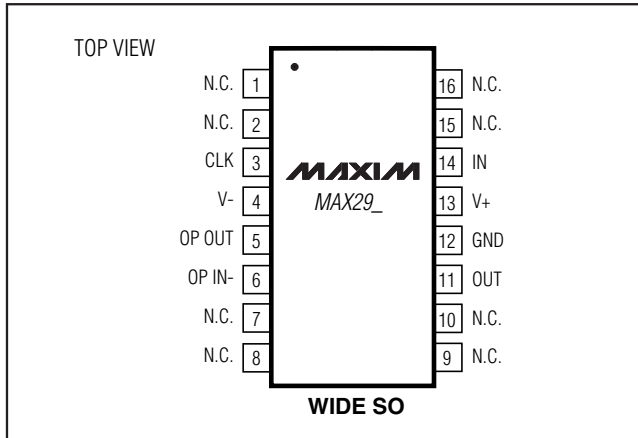 TOP VIEW
N.C. 1
N.C. 2
CLK 3
V- 4
OP OUT 5
OP IN- 6
N.C. 7
N.C. 8
MAXIM
MAX29_
16 N.C.
15 N.C.
14 IN
13 V+
12 GND
11 OUT
10 N.C.
9 N.C.
WIDE SO